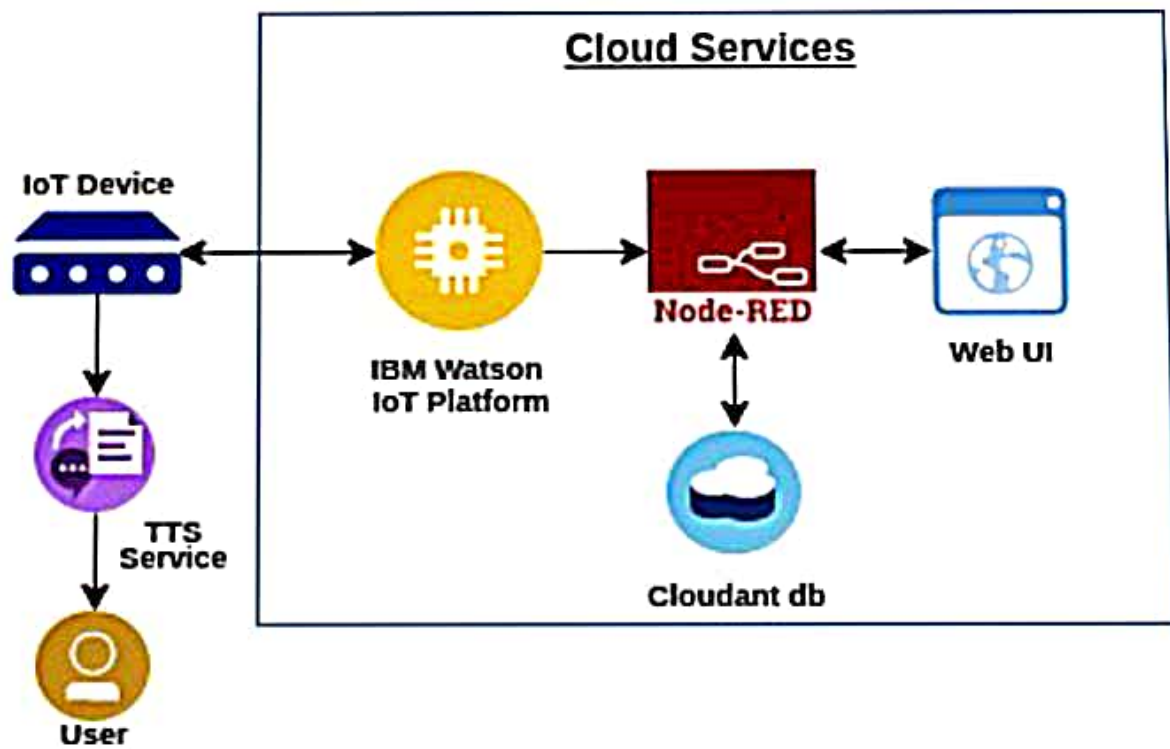 Cloud Services
IoT Device
IBM Watson
IoT Platform
Node-RED
Web UI
TTS
Service
Cloudant db
User